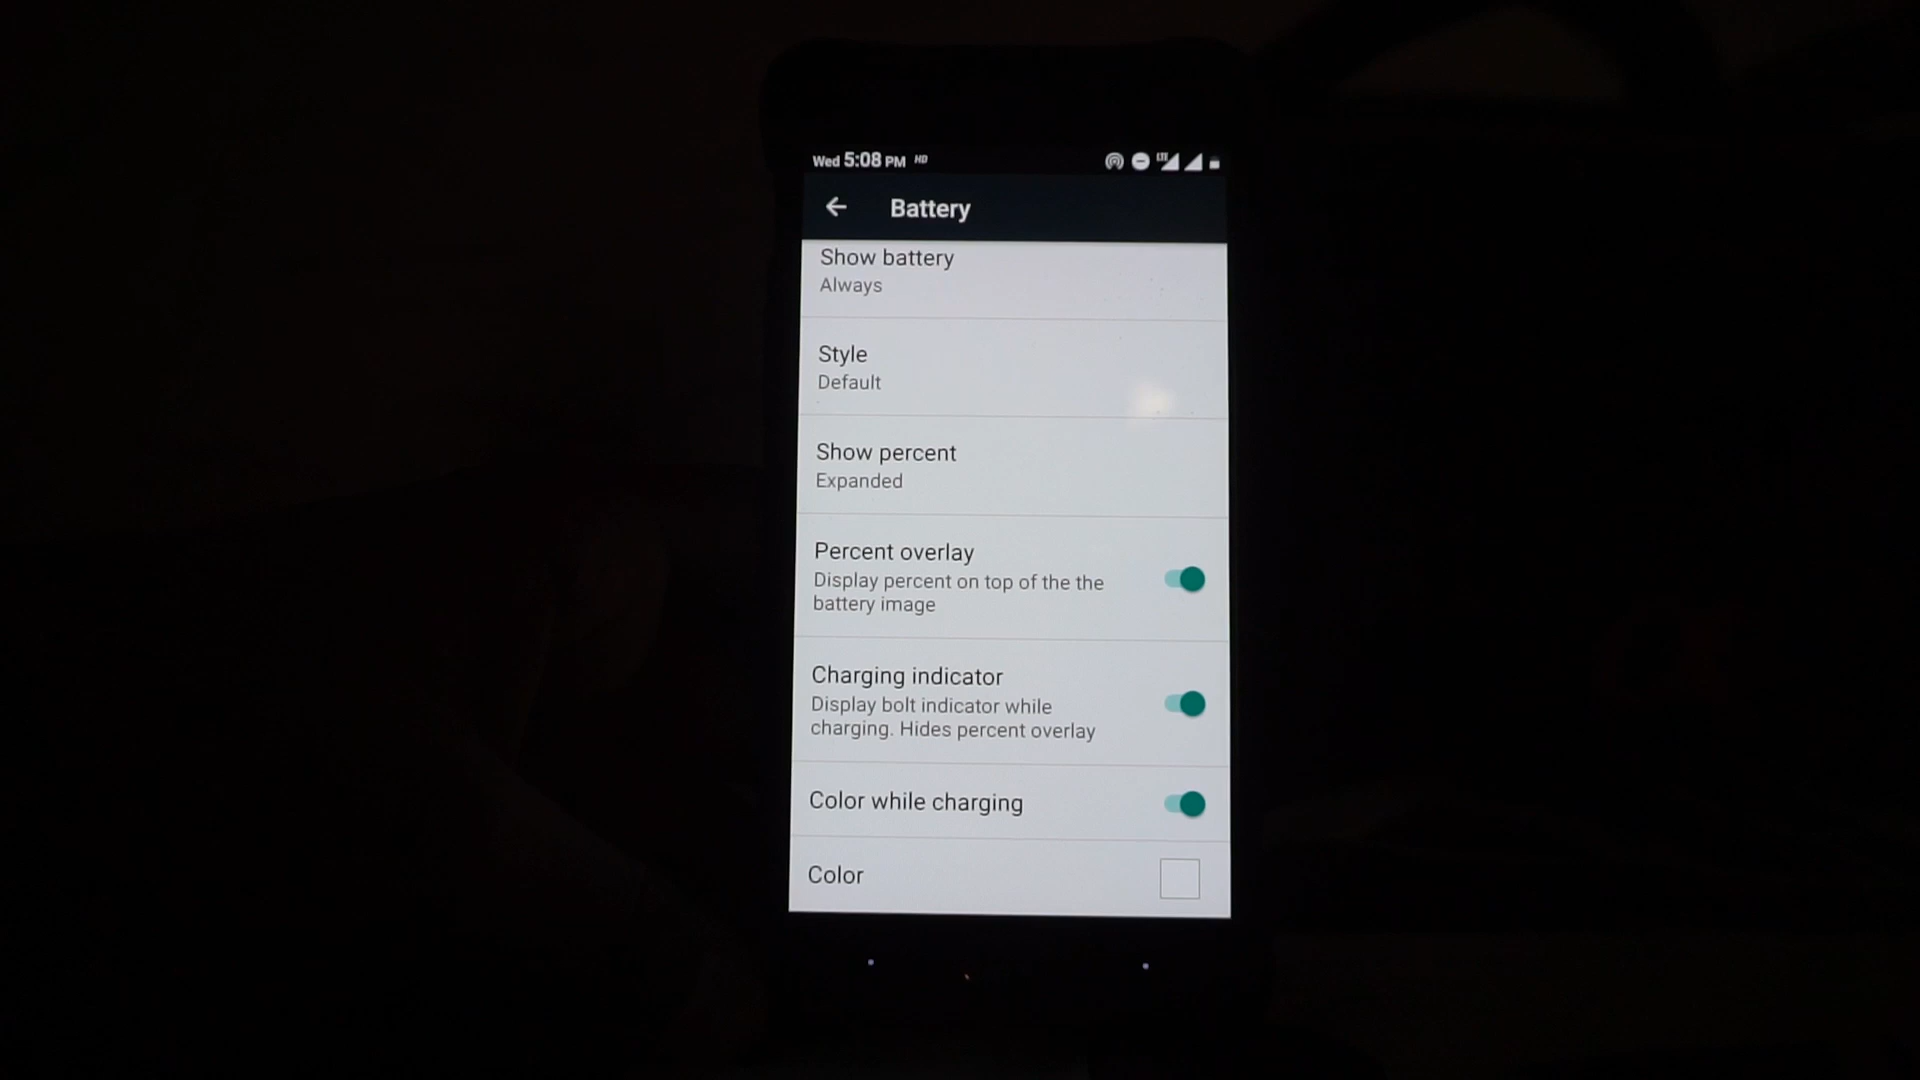 Wed 5:08 PM HD LTE
Battery
Show battery
Always
Style
Default
Show percent
Expanded
Percent overlay
Display percent on top of the the
battery image
Charging indicator
Display bolt indicator while
charging. Hides percent overlay
Color while charging
Color